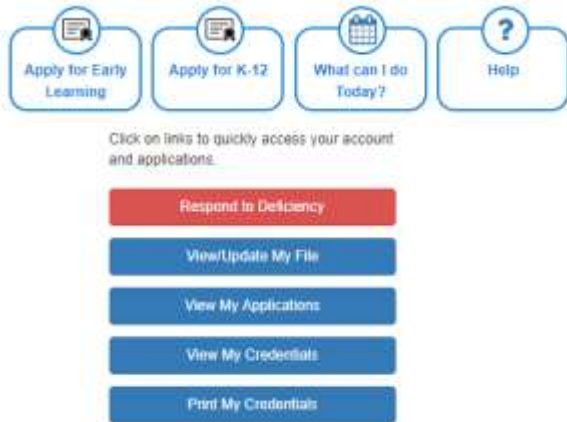 Apply for Early
Learning
Apply for K-12
What can I do
Today?
?
Help
Click on links to quickly access your account
and applications.
Respond to Deficiency
View/Update My File
View My Applications
View My Credentials
Print My Credentials